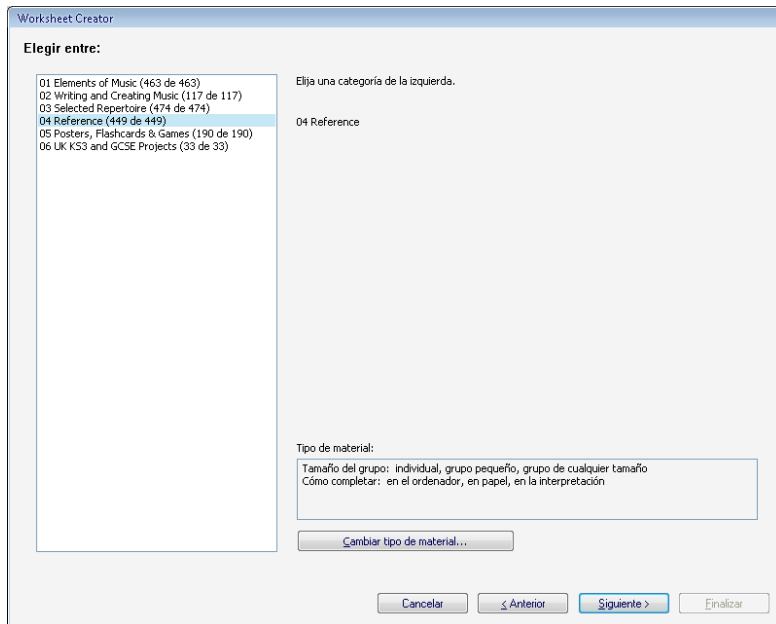 Worksheet Creator
Elegir entre:
01 Elements of Music (463 de 463)
02 Writing and Creating Music (117 de 117)
03 Selected Repertoire (474 de 474)
04 Reference (449 de 449)
05 Posters, Flashcards & Games (190 de 190)
06 UK KS3 and GCSE Projects (33 de 33)
Elija una categoría de la izquierda.
04 Reference
Tipo de material:
Tamaño del grupo: individual, grupo pequeño, grupo de cualquier tamaño
Cómo completar: en el ordenador, en papel, en la interpretación
Cambiar tipo de material...
Cancelar
< Anterior
Siguiente >
Finalizar